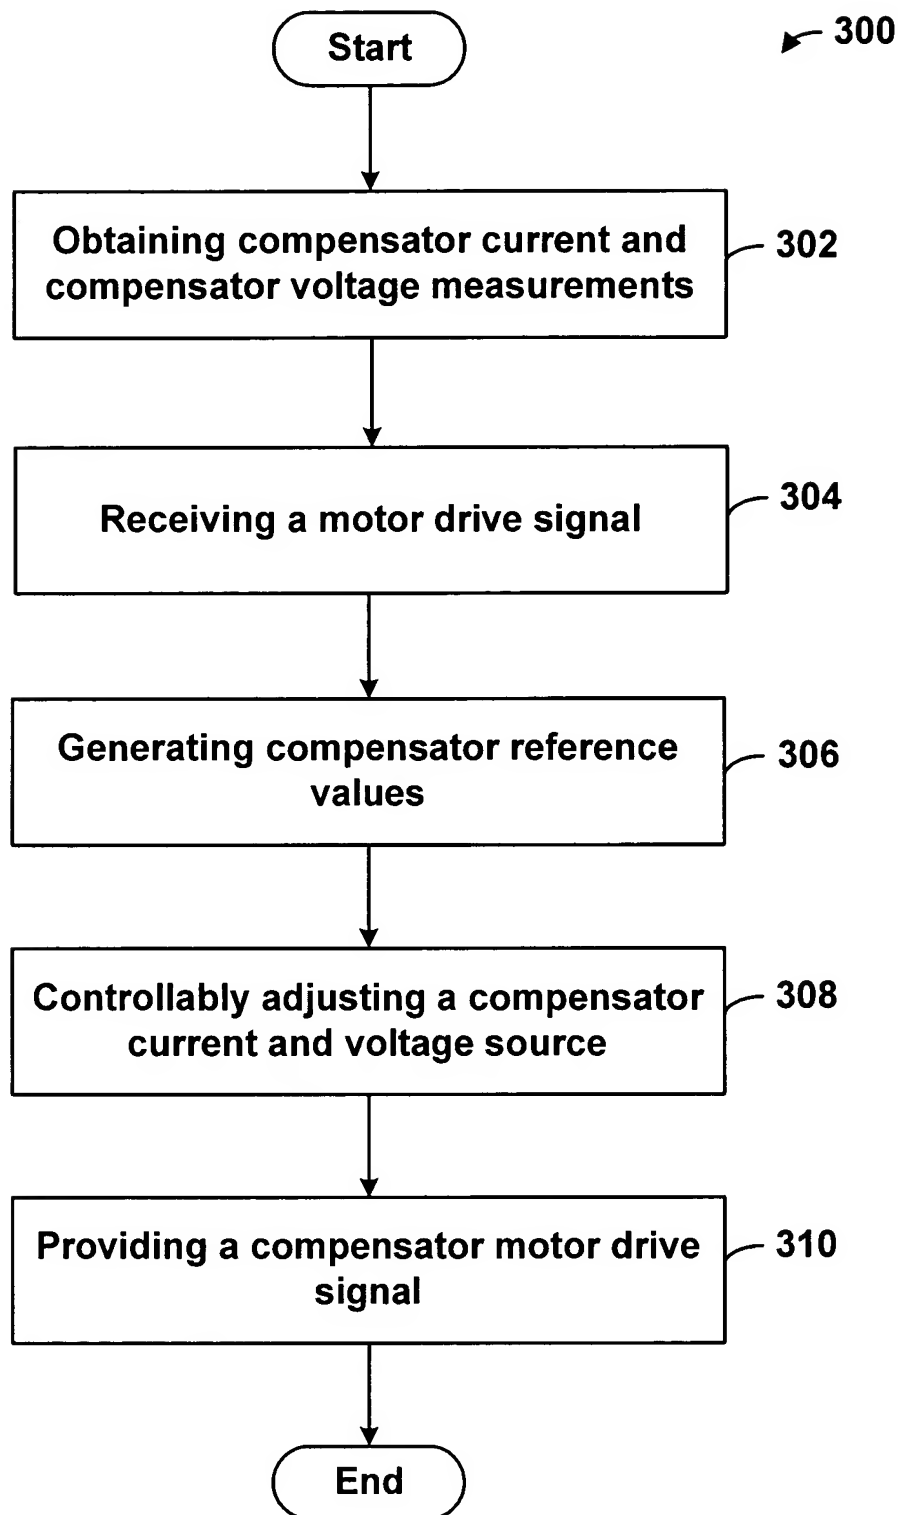 Start
300
Obtaining compensator current and
compensator voltage measurements
302
Receiving a motor drive signal
304
Generating compensator reference
values
306
Controllably adjusting a compensator
current and voltage source
308
Providing a compensator motor drive
signal
310
End